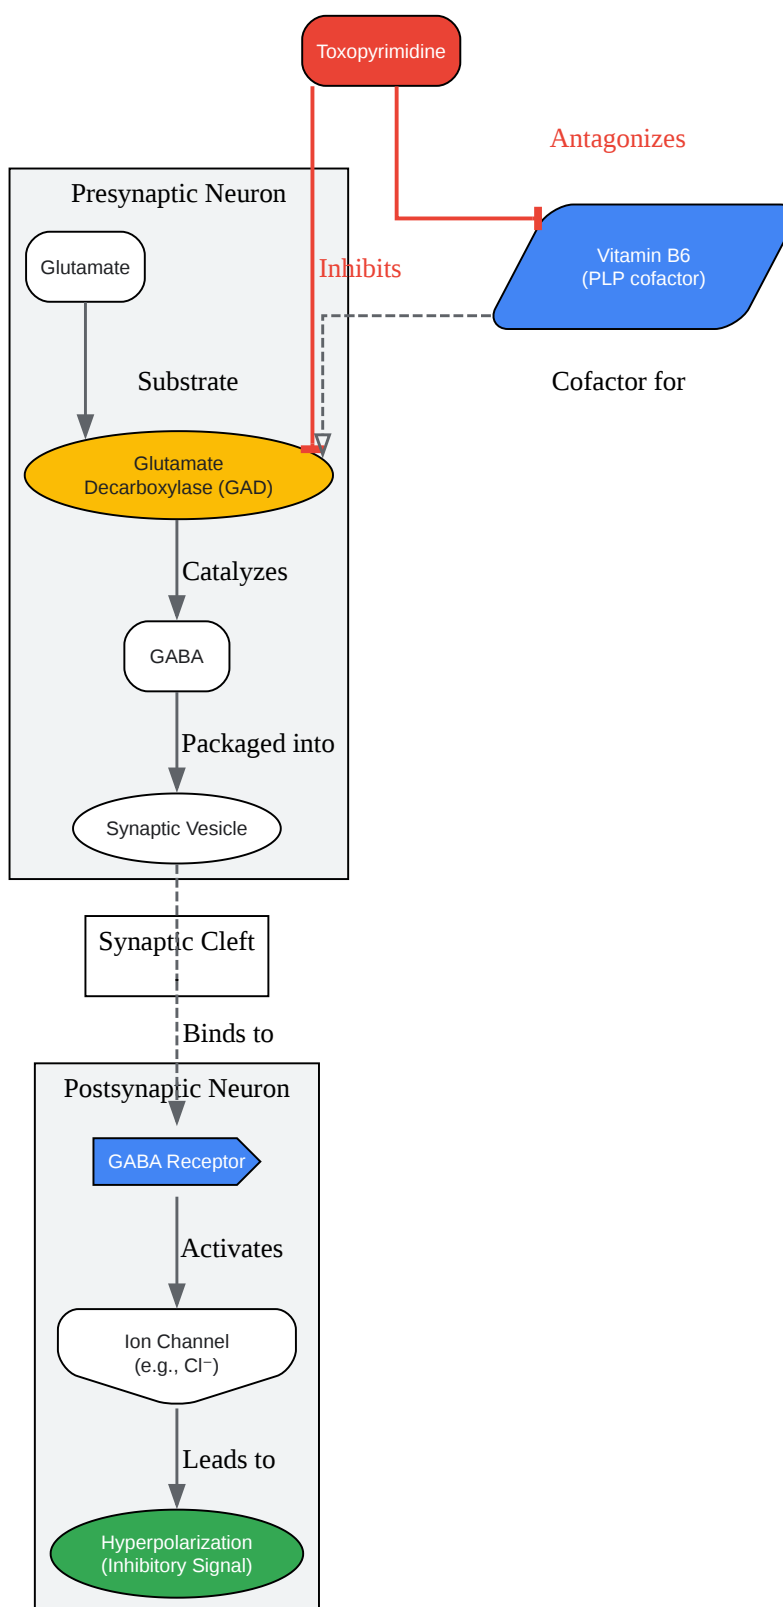 Toxopyrimidine
Antagonizes
Presynaptic Neuron
Vitamin B6
(PLP cofactor)
Glutamate
Inhibits
Substrate
Cofactor for
Glutamate
Decarboxylase (GAD)
Catalyzes
GABA
Packaged into
Synaptic Vesicle
Synaptic Cleft
Binds to
Postsynaptic Neuron
GABA Receptor
Activates
Ion Channel
(e.g., Cl⁻)
Leads to
Hyperpolarization
(Inhibitory Signal)